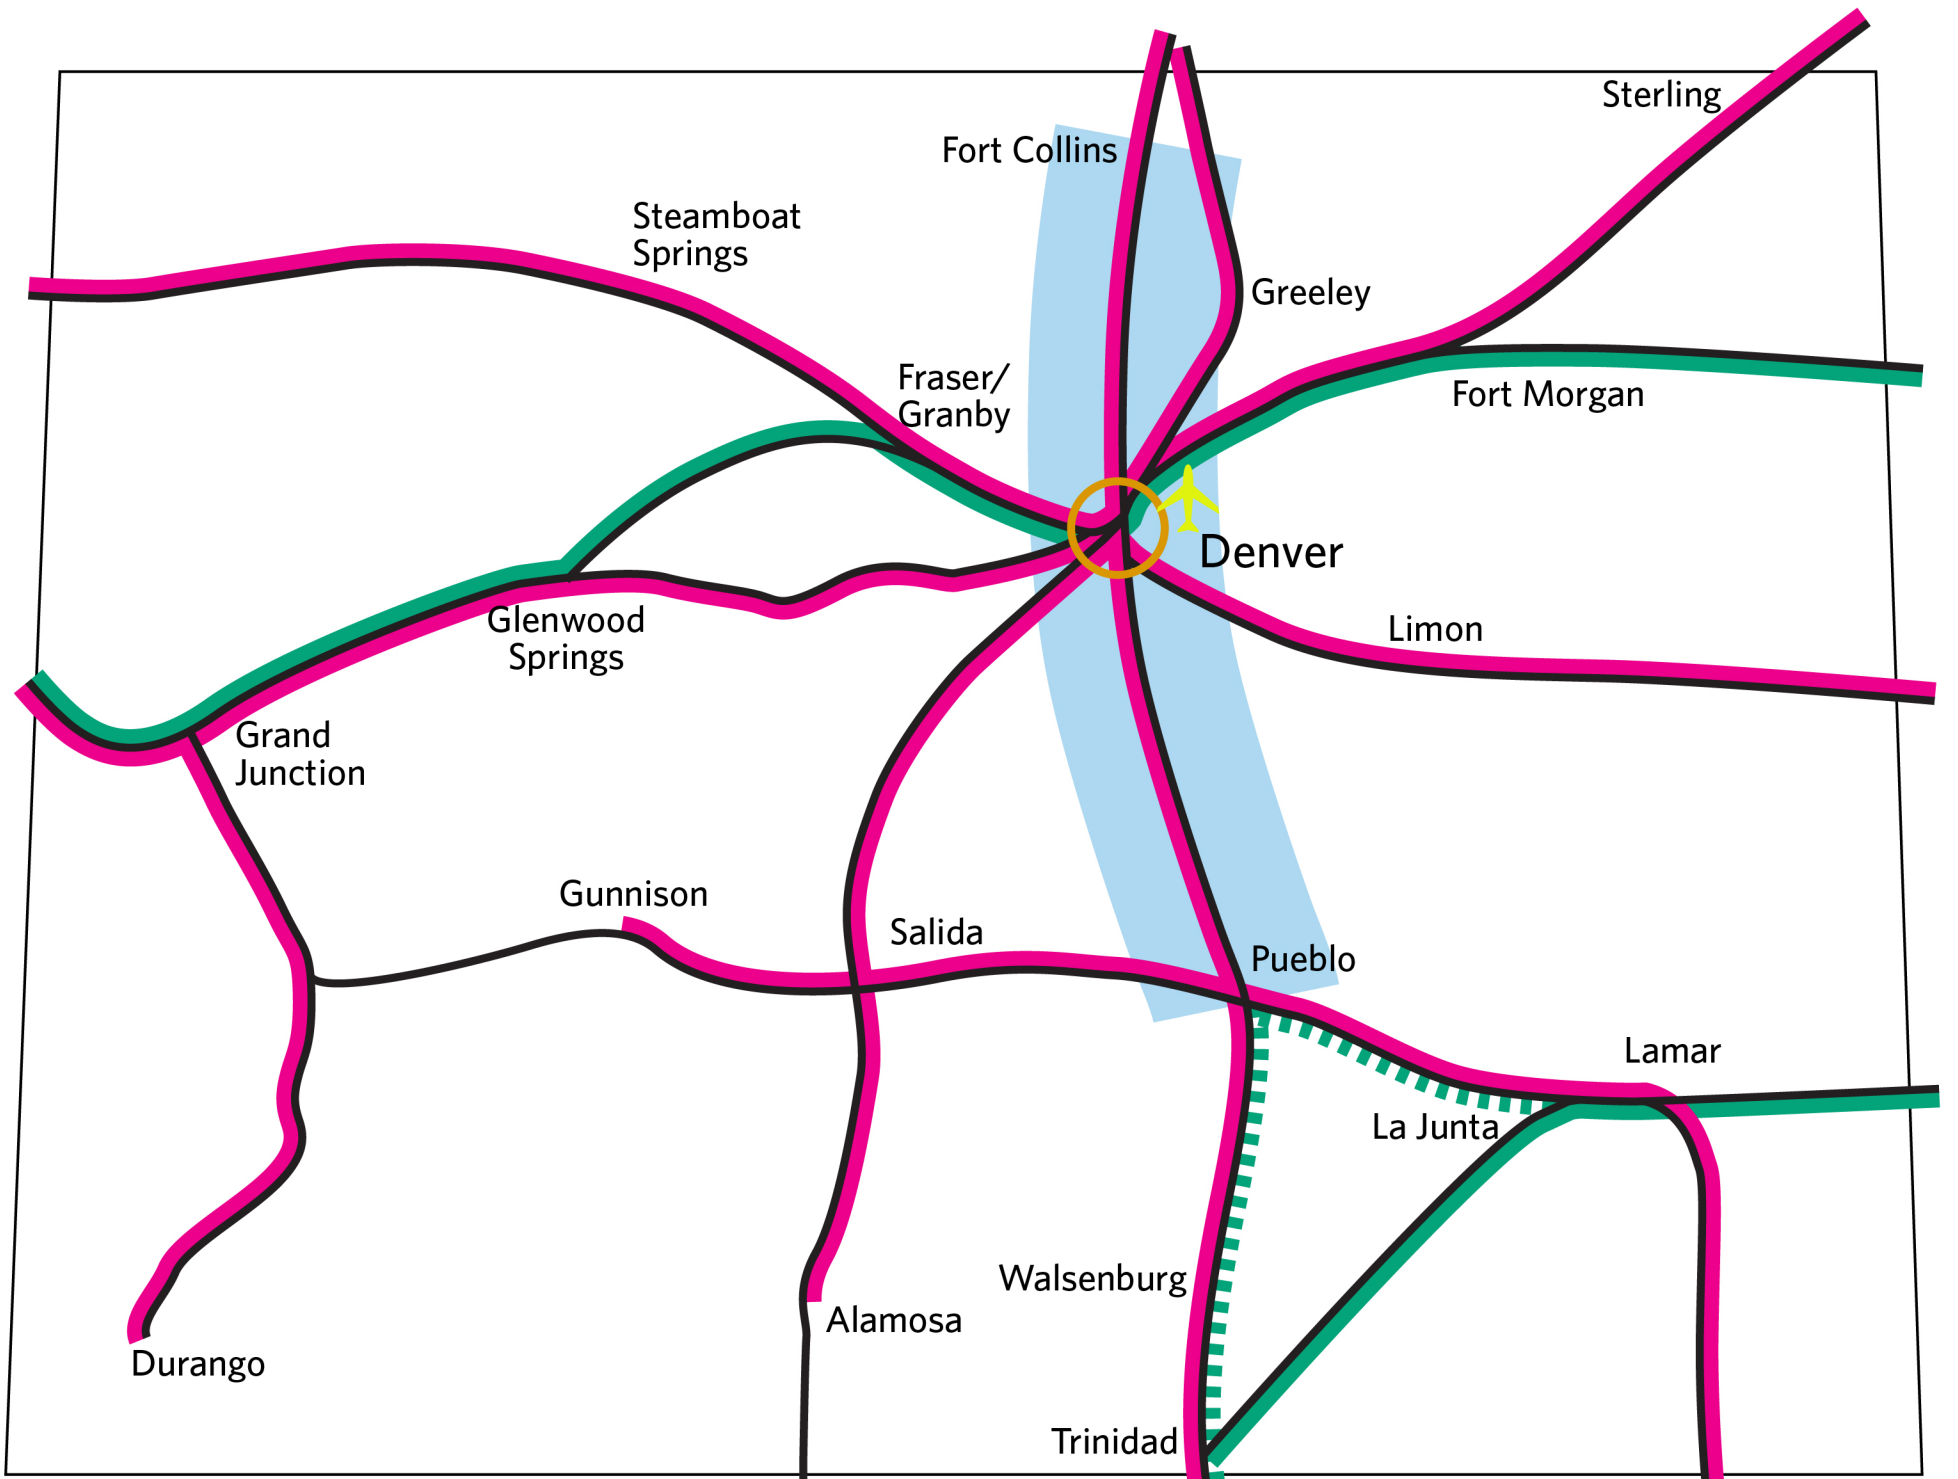 Sterling
Fort Collins
Steamboat
Springs
Greeley
Fraser/
Granby
Fort Morgan
Denver
Glenwood
Springs
Limon
Grand
Junction
Gunnison
Salida
Pueblo
Lamar
La Junta
Walsenburg
Alamosa
Durango
Trinidad